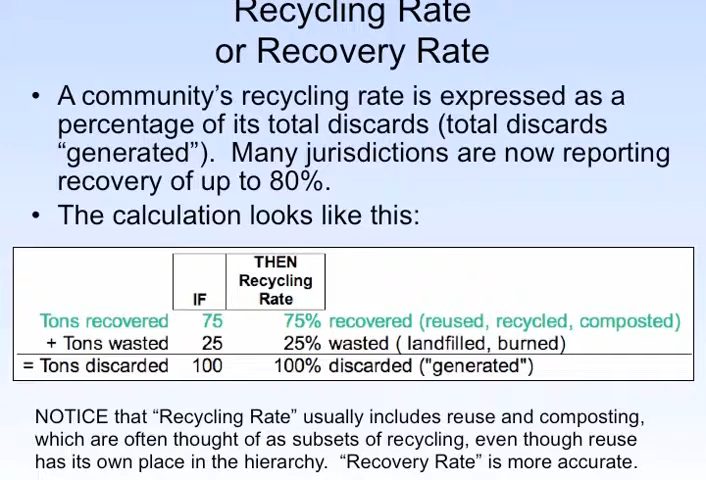 Recycling Rate
or Recovery Rate
• A community's recycling rate is expressed as a
percentage of its total discards (total discards
“generated”).  Many jurisdictions are now reporting
recovery of up to 80%.
• The calculation looks like this:
THEN
Recycling
IF Rate
Tons recovered 75 75% recovered (reused, recycled, composted)
+ Tons wasted 25 25% wasted ( landfilled, burned)
= Tons discarded 100 100% discarded ("generated")
NOTICE that “Recycling Rate” usually includes reuse and composting,
which are often thought of as subsets of recycling, even though reuse
has its own place in the hierarchy.  “Recovery Rate” is more accurate.